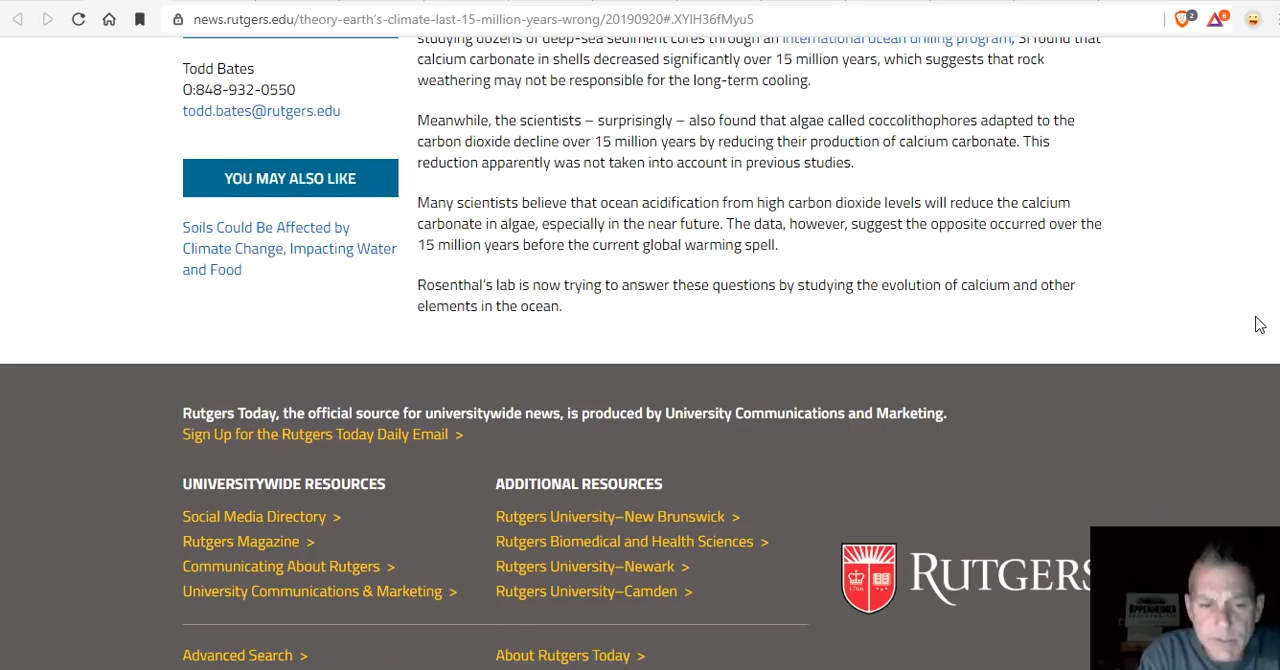 news.rutgers.edu/theory-earth's-climate-last-15-million-years-wrong/20190920#.XYIH36fMyu5
2
6
studying dozens of deep-sea sediment cores through an international ocean drilling program, Si found that
calcium carbonate in shells decreased significantly over 15 million years, which suggests that rock
weathering may not be responsible for the long-term cooling.
Todd Bates
O:848-932-0550
todd.bates@rutgers.edu
Meanwhile, the scientists – surprisingly – also found that algae called coccolithophores adapted to the
carbon dioxide decline over 15 million years by reducing their production of calcium carbonate. This
reduction apparently was not taken into account in previous studies.
YOU MAY ALSO LIKE
Soils Could Be Affected by
Climate Change, Impacting Water
and Food
Many scientists believe that ocean acidification from high carbon dioxide levels will reduce the calcium
carbonate in algae, especially in the near future. The data, however, suggest the opposite occurred over the
15 million years before the current global warming spell.
Rosenthal's lab is now trying to answer these questions by studying the evolution of calcium and other
elements in the ocean.
Rutgers Today, the official source for universitywide news, is produced by University Communications and Marketing.
Sign Up for the Rutgers Today Daily Email >
UNIVERSITYWIDE RESOURCES
Social Media Directory >
Rutgers Magazine >
Communicating About Rutgers >
University Communications & Marketing >
ADDITIONAL RESOURCES
Rutgers University–New Brunswick >
Rutgers Biomedical and Health Sciences >
Rutgers University–Newark >
Rutgers University–Camden >
1766
RUTGERS
OPPENHEIMER
Advanced Search >
About Rutgers Today >